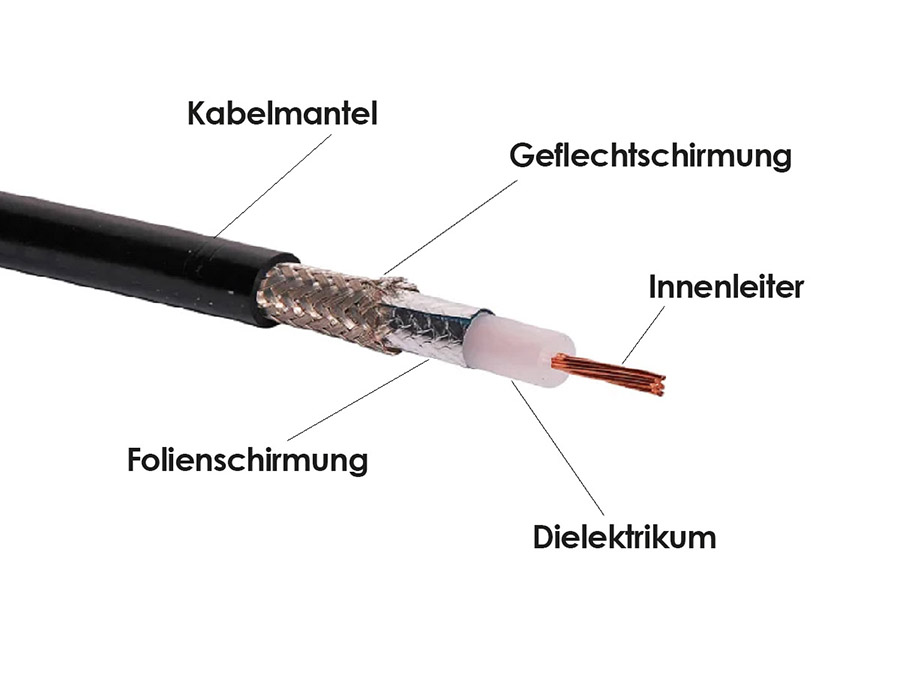 Kabelmantel
Geflechtschirmung
Innenleiter
Folienschirmung
Dielektrikum